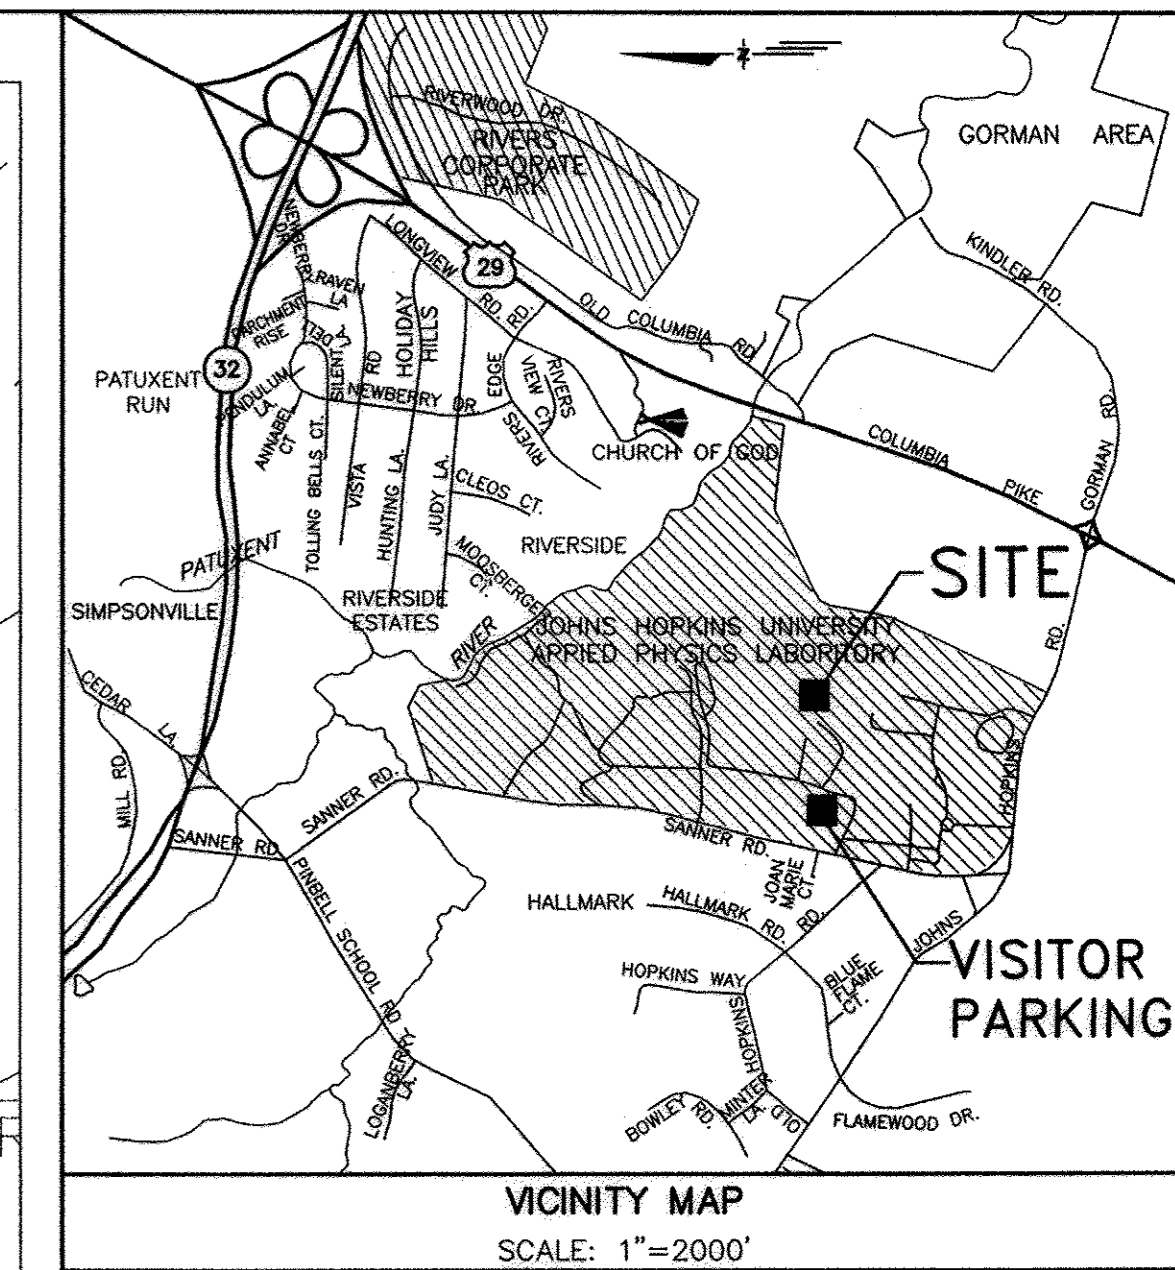 Z
RIVERWOOD DR.
RIVERS
CORPORATE
PARK
GORMAN AREA
KINDLER RD.
NEWBERRY
DR.
LONGVIEW
RD.
29
OLD COLUMBIA RD.
RAVEN
LA
PARCHMENT
RISE
DELL
LA
SILENT
VISTA RD
HOLIDAY
HILLS
EDGE RD.
RIVERS
VIEW CT.
RIVERS
32
PATUXENT
RUN
PENDULUM
LA.
ANNABEL
CT
NEWBERRY DR.
CHURCH OF GOD
COLUMBIA PIKE
GORMAN RD.
TOLLING BELLS CT.
HUNTING LA.
JUDY LA.
CLEOS CT.
MOOSBERGER
CT.
RIVERSIDE
SITE
PATUXENT
RIVER
SIMPSONVILLE
RIVERSIDE
ESTATES
JOHNS HOPKINS UNIVERSITY
APPRIED PHYSICS LABORITORY
RD.
CEDAR LA.
MILL RD.
SANNER RD.
SANNER RD
SANNER RD.
HOPKINS
JOHNS
JOAN
MARIE
CT.
PINBELL SCHOOL RD
HALLMARK
HALLMARK RD.
RD.
HOPKINS WAY
BLUE
FLAME
CT.
VISITOR
PARKING
HOPKINS
OLD
LOGANBERRY
LA.
BOWLEY RD.
MINTER
LA.
FLAMEWOOD DR.
VICINITY MAP
SCALE: 1"=2000'